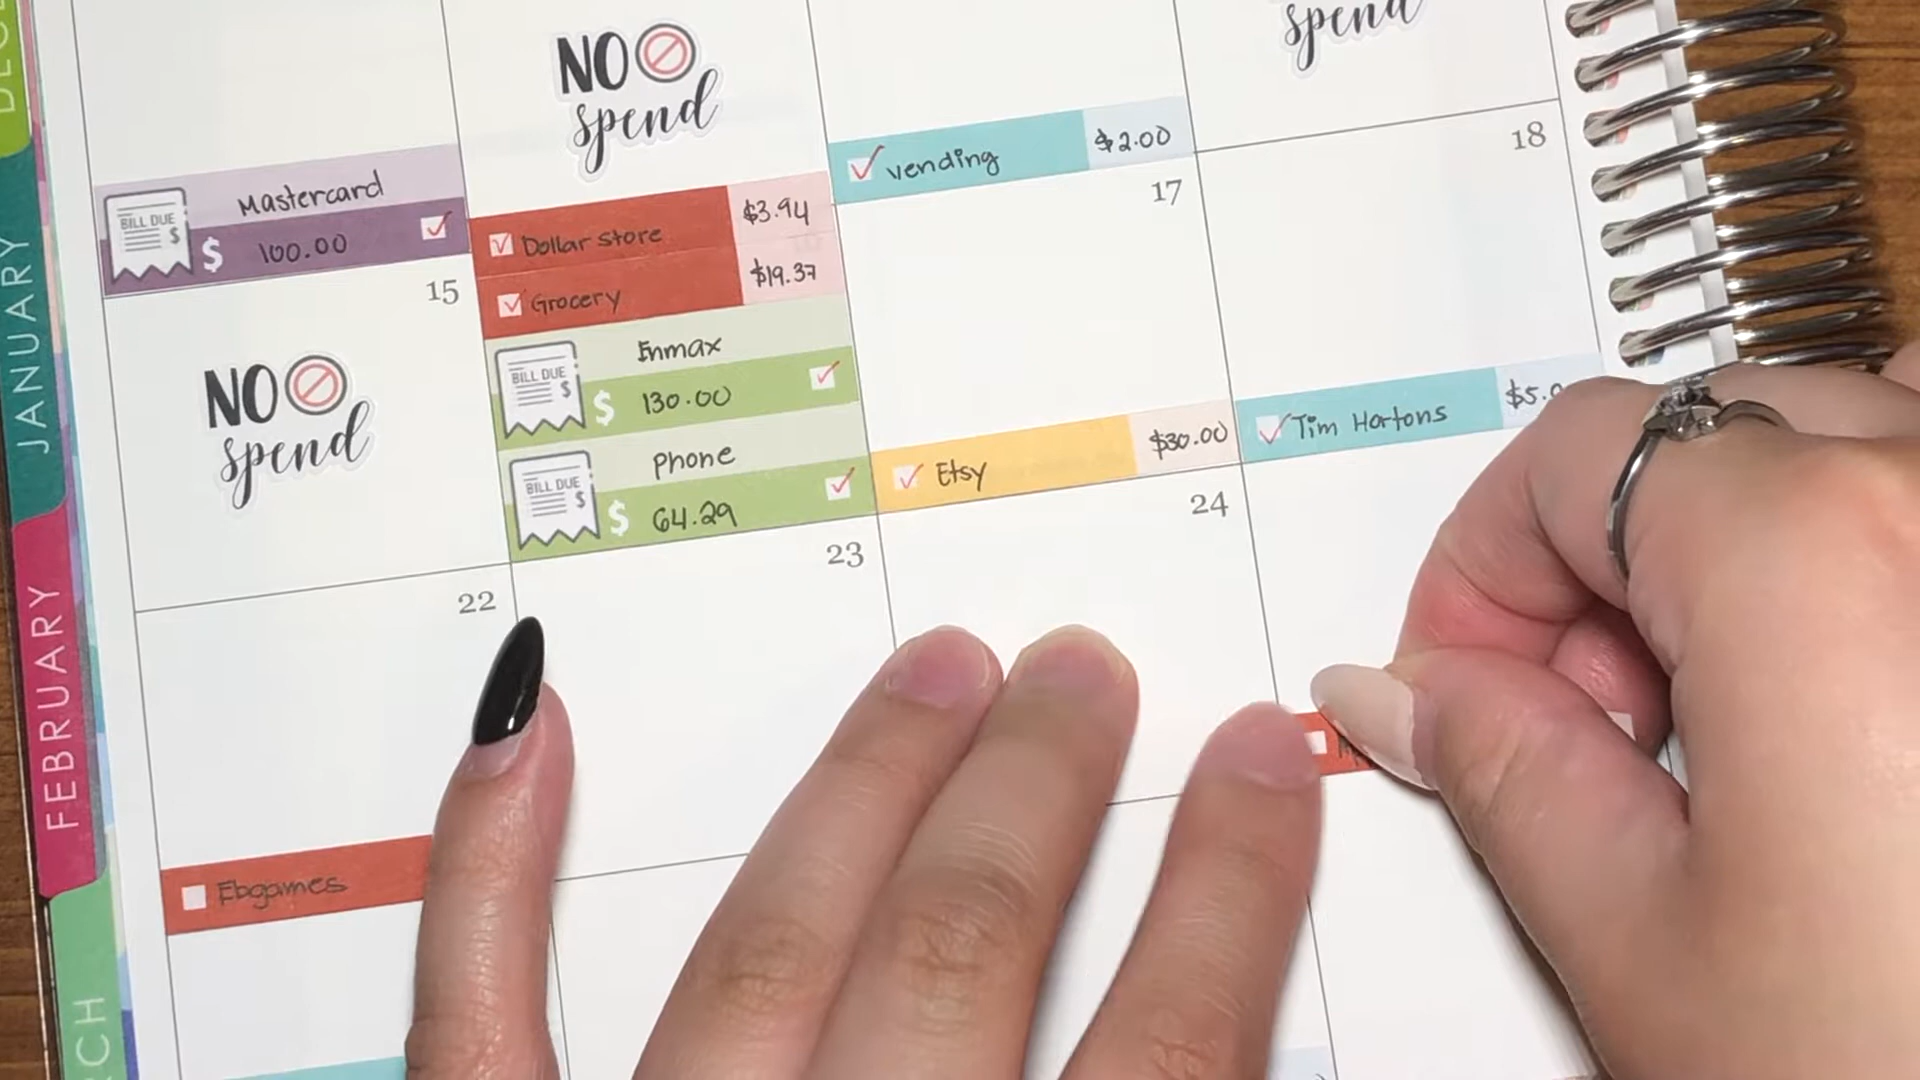 NO
spend
spend
vending
$2.00
18
Mastercard
BILL DUE
$
$
100.00
$3.94
Dollar store
$19.37
Grocery
17
15
NO
spend
Enmax
BILL DUE
$
$
130.00
phone
BILL DUE
$
$
64.29
Etsy
$30.00
Tim Hortons
24
23
22
Ebgames
JANUARY
FEBRUARY